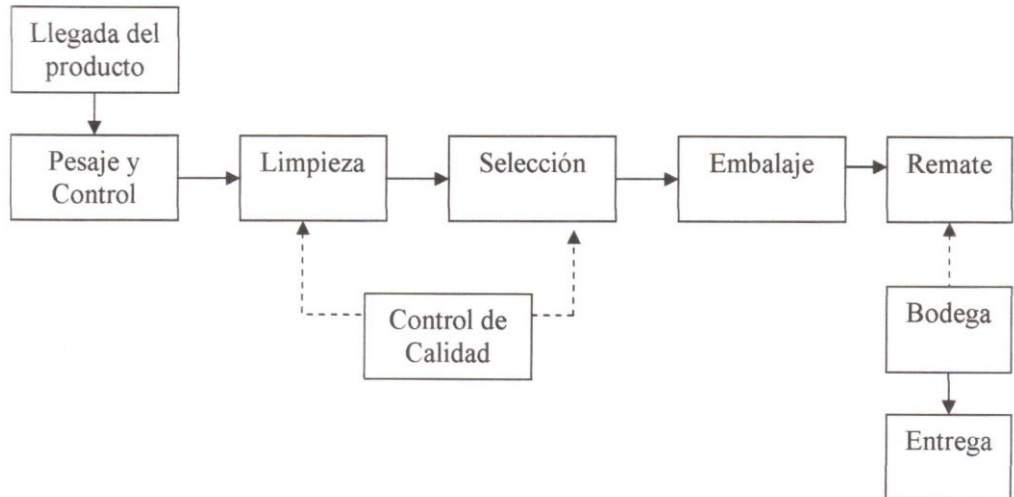 Llegada del
producto
Pesaje y
Control
Limpieza
Selección
Embalaje
Remate
Control de
Calidad
Bodega
Entrega